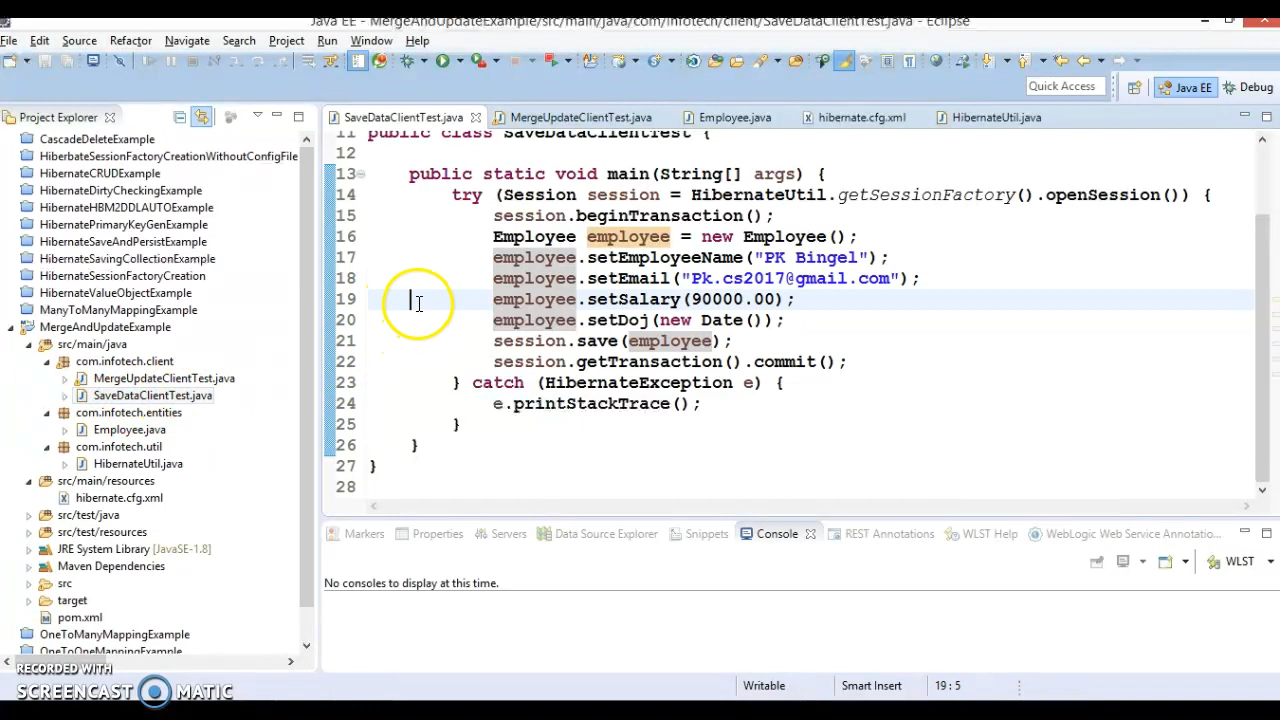 Java EE - MergeAndUpdateExample/src/main/java/com/infotech/client/SaveDataClientTest.java - Eclipse
File Edit Source Refactor Navigate Search Project Run Window Help
Quick Access
Java EE
Debug
Project Explorer
CascadeDeleteExample
HiberbateSessionFactoryCreationWithoutConfigFile
HibernateCRUDExample
HibernateDirtyCheckingExample
HibernateHBM2DDLAUTOExample
HibernatePrimaryKeyGenExample
HibernateSaveAndPersistExample
HibernateSavingCollectionExample
HibernateSessionFactoryCreation
HibernateValueObjectExample
ManyToManyMappingExample
MergeAndUpdateExample
src/main/java
com.infotech.client
MergeUpdateClientTest.java
SaveDataClientTest.java
com.infotech.entities
Employee.java
com.infotech.util
HibernateUtil.java
src/main/resources
hibernate.cfg.xml
src/test/java
src/test/resources
JRE System Library [JavaSE-1.8]
Maven Dependencies
src
target
pom.xml
OneToManyMappingExample
OneToOneMappingExample
SaveDataClientTest.java MergeUpdateClientTest.java Employee.java hibernate.cfg.xml HibernateUtil.java
11 public class SaveDataClientTest {
12
13 public static void main(String[] args) {
14 try (Session session = HibernateUtil.getSessionFactory().openSession()) {
15 session.beginTransaction();
16 Employee employee = new Employee();
17 employee.setEmployeeName("PK Bingel");
18 employee.setEmail("Pk.cs2017@gmail.com");
19 employee.setSalary(90000.00);
20 employee.setDoj(new Date());
21 session.save(employee);
22 session.getTransaction().commit();
23 } catch (HibernateException e) {
24 e.printStackTrace();
25 }
26 }
27 }
28
Markers Properties Servers Data Source Explorer Snippets Console REST Annotations WLST Help WebLogic Web Service Annotatio...
WLST
No consoles to display at this time.
Writable Smart Insert 19 : 5
RECORDED WITH
SCREENCAST MATIC